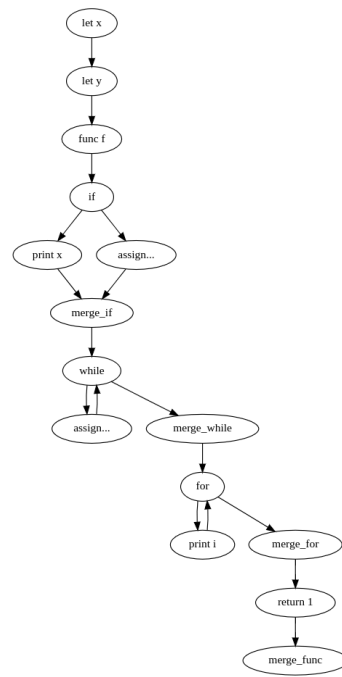 let x
let y
func f
if
print x
assign...
merge_if
while
assign...
merge_while
for
print i
merge_for
return 1
merge_func